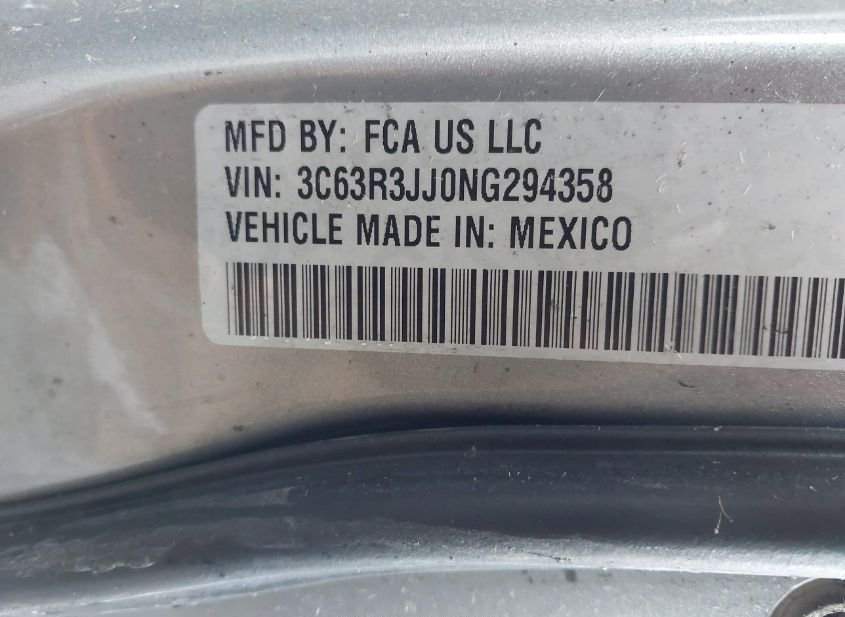 MFD BY: FCA US LLC
VIN: 3C63R3JJ0NG294358
VEHICLE MADE IN: MEXICO